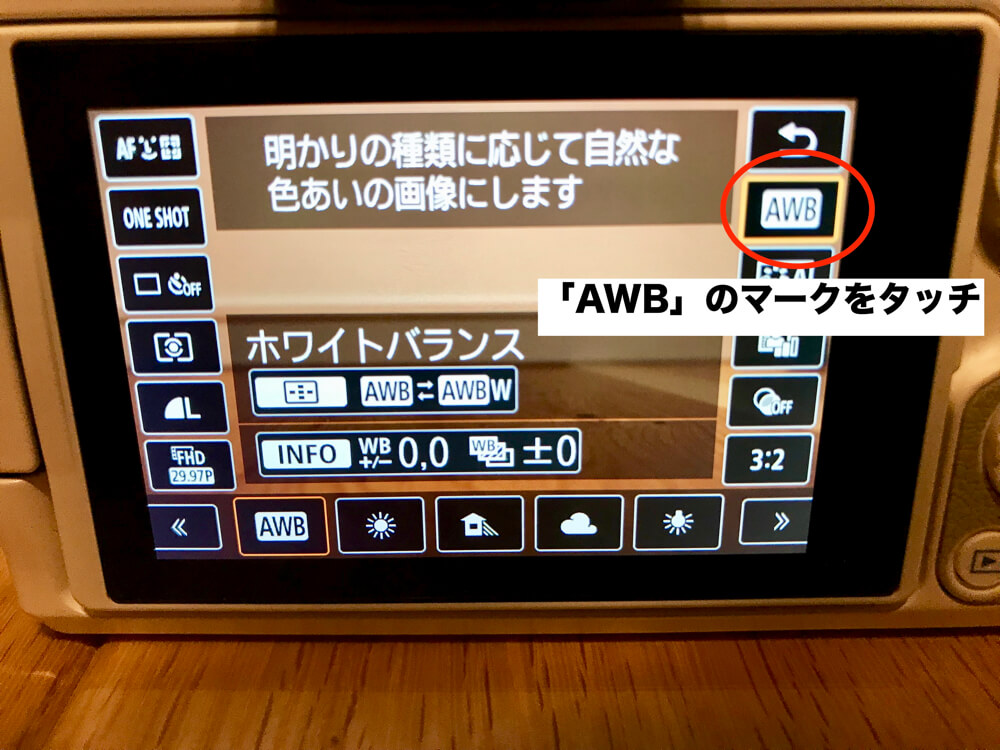 AF
明かりの種類に応じて自然な
色あいの画像にします
ONE SHOT
AWB
OFF
「AWB」のマークをタッチ
ホワイトバランス
AWB⇄AWBW
L
OFF
FHD
29.97P
INFO WB +/- 0,0 WB ±0
3:2
« AWB »